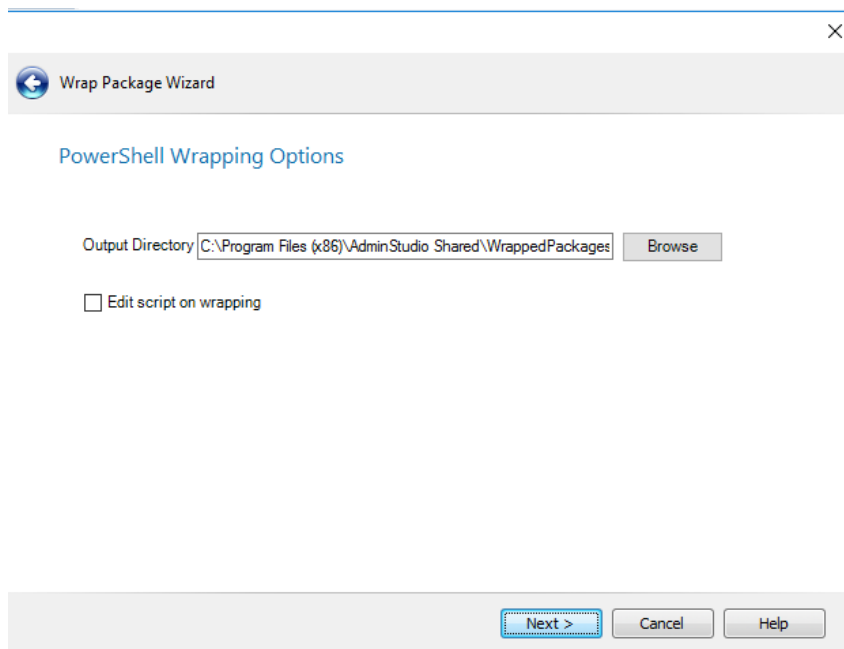 Wrap Package Wizard
PowerShell Wrapping Options
Output Directory C:\Program Files (x86)\AdminStudio Shared\WrappedPackages Browse
Edit script on wrapping
Next > Cancel Help